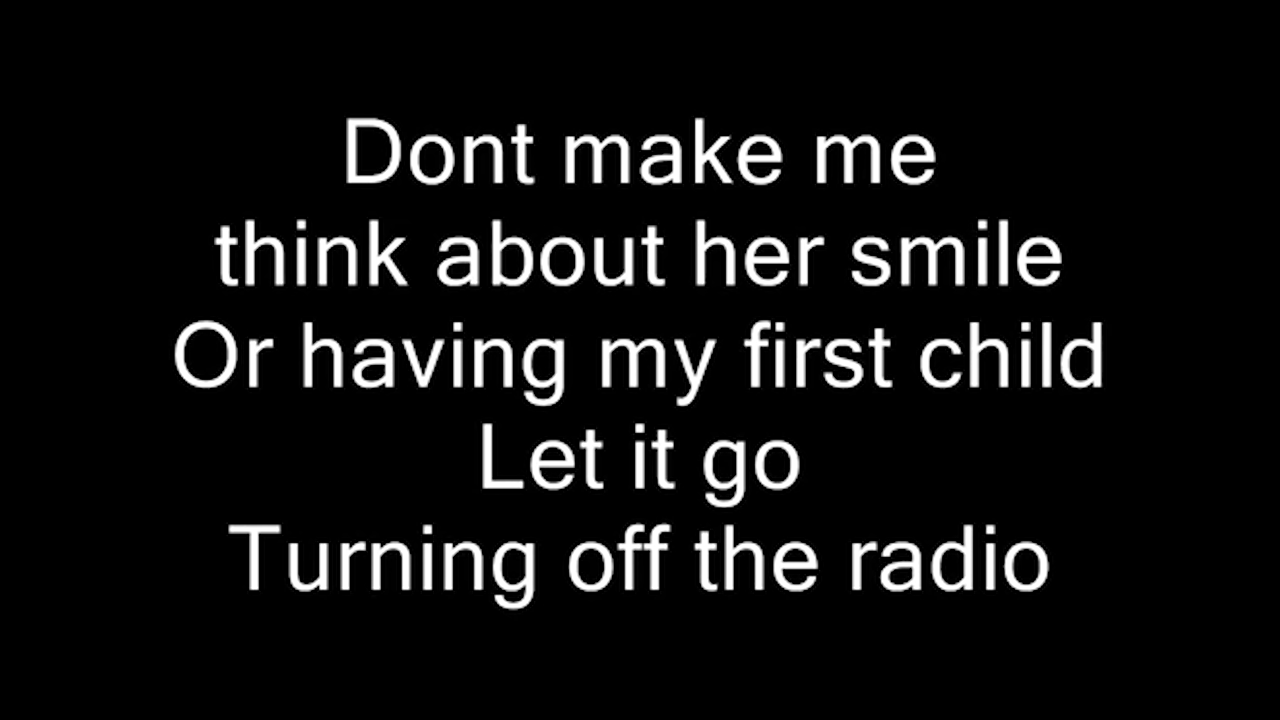 Dont make me
think about her smile
Or having my first child
Let it go
Turning off the radio